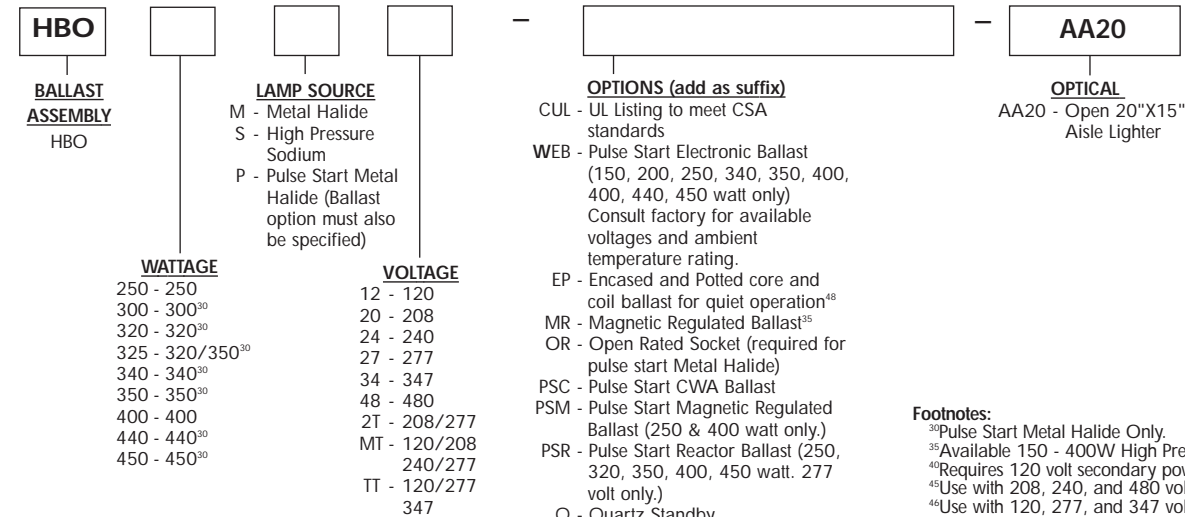 HBO
–
–
AA20
BALLAST
ASSEMBLY
HBO
WATTAGE
250 - 250
300 - 300³⁰
320 - 320³⁰
325 - 320/350³⁰
340 - 340³⁰
350 - 350³⁰
400 - 400
440 - 440³⁰
450 - 450³⁰
LAMP SOURCE
M - Metal Halide
S - High Pressure
Sodium
P - Pulse Start Metal
Halide (Ballast
option must also
be specified)
VOLTAGE
12 - 120
20 - 208
24 - 240
27 - 277
34 - 347
48 - 480
2T - 208/277
MT - 120/208
240/277
TT - 120/277
347
OPTIONS (add as suffix)
CUL - UL Listing to meet CSA
standards
WEB - Pulse Start Electronic Ballast
(150, 200, 250, 340, 350, 400,
400, 440, 450 watt only)
Consult factory for available
voltages and ambient
temperature rating.
EP - Encased and Potted core and
coil ballast for quiet operation⁴⁸
MR - Magnetic Regulated Ballast³⁵
OR - Open Rated Socket (required for
pulse start Metal Halide)
PSC - Pulse Start CWA Ballast
PSM - Pulse Start Magnetic Regulated
Ballast (250 & 400 watt only.)
PSR - Pulse Start Reactor Ballast (250,
320, 350, 400, 450 watt. 277
volt only.)
Q - Quartz Standby
OPTICAL
AA20 - Open 20"X15"
Aisle Lighter
Footnotes:
³⁰Pulse Start Metal Halide Only.
³⁵Available 150 - 400W High Pre
⁴⁰Requires 120 volt secondary pow
⁴⁵Use with 208, 240, and 480 vol
⁴⁶Use with 120, 277, and 347 vol